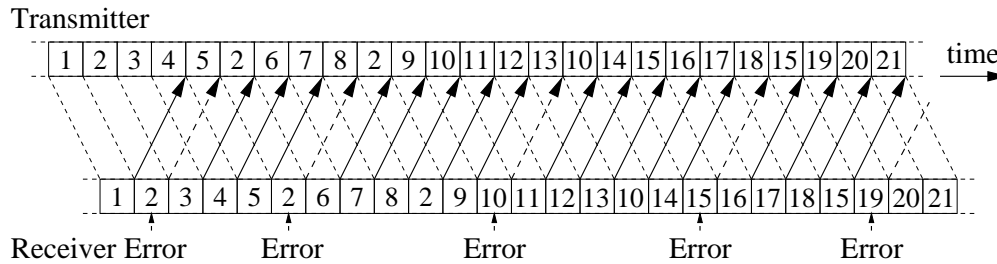 Transmitter
1 2 3 4 5 2 6 7 8 2 9 10 11 12 13 10 14 15 16 17 18 15 19 20 21 time
1 2 3 4 5 2 6 7 8 2 9 10 11 12 13 10 14 15 16 17 18 15 19 20 21
Receiver Error Error Error Error Error